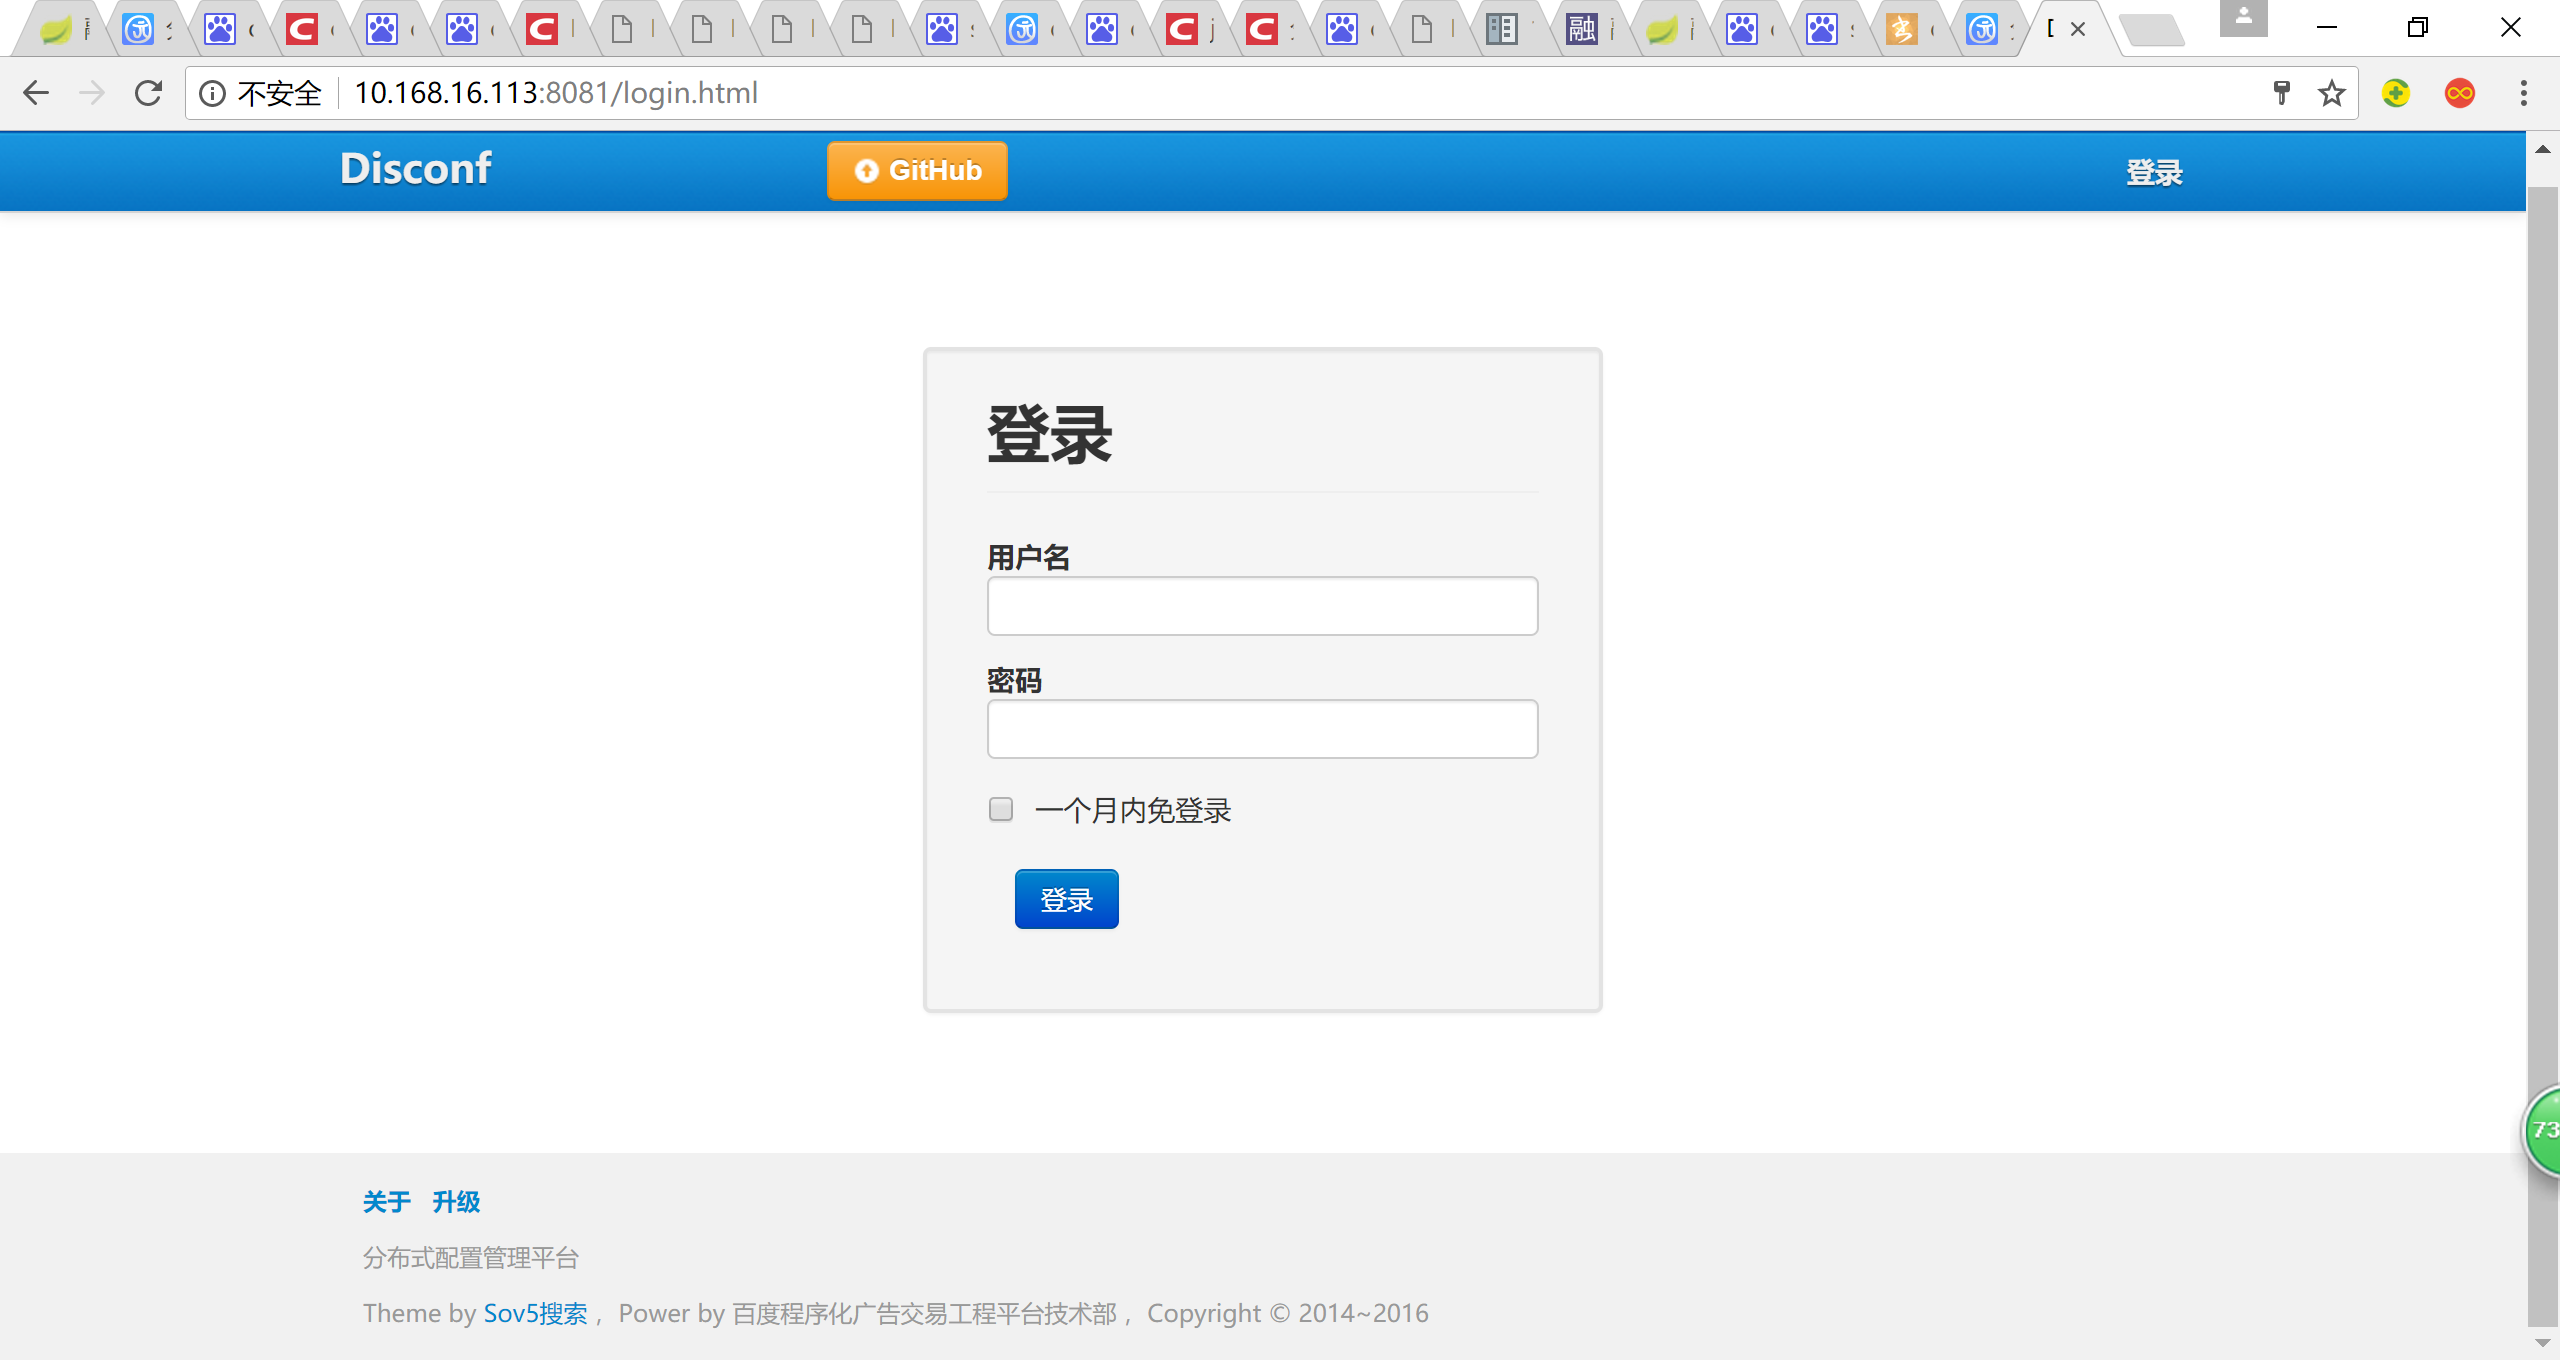 融
不安全 10.168.16.113:8081/login.html
Disconf GitHub 登录
登录
用户名
密码
一个月内免登录
登录
73
关于 升级
分布式配置管理平台
Theme by Sov5搜索 ， Power by 百度程序化广告交易工程平台技术部 ， Copyright © 2014~2016